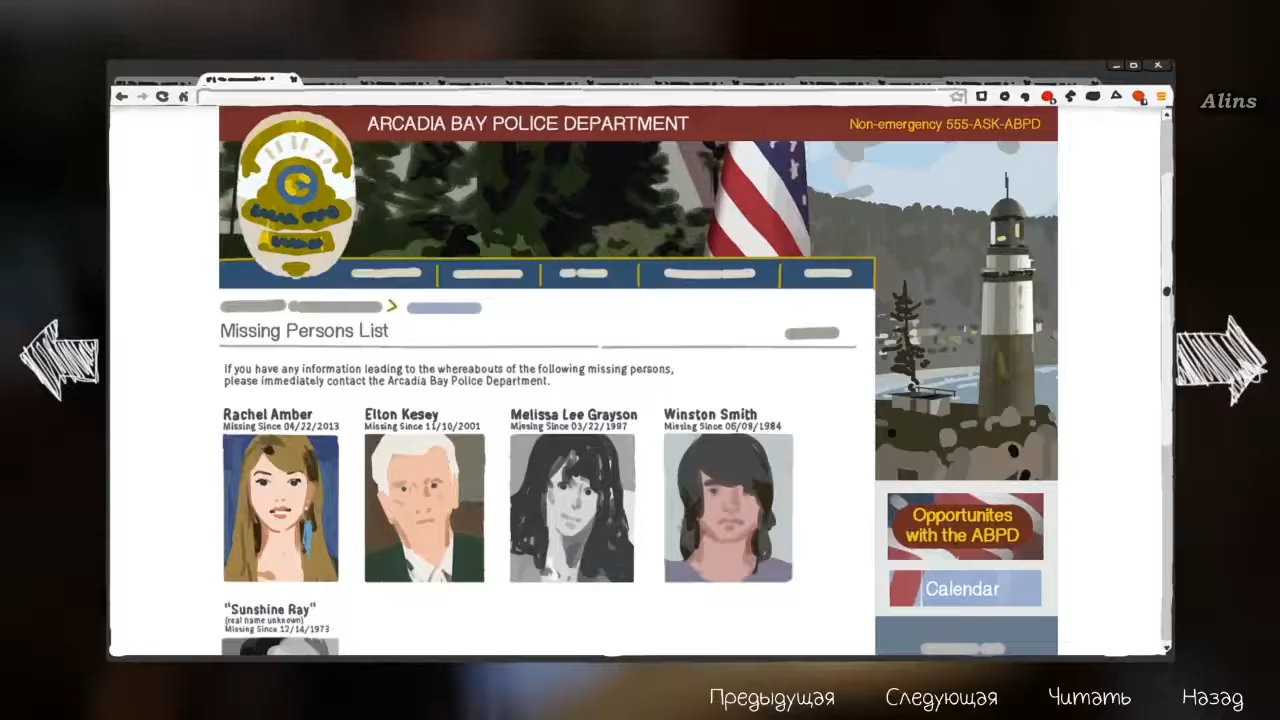 ARCADIA BAY POLICE DEPARTMENT
Non-emergency 555-ASK-ABPD
Alins
Missing Persons List
If you have any information leading to the whereabouts of the following missing persons,
please immediately contact the Arcadia Bay Police Department.
Rachel Amber
Missing Since 04/22/2013
Elton Kesey
Missing Since 11/10/2001
Melissa Lee Grayson
Missing Since 03/22/1997
Winston Smith
Missing Since 06/08/1984
"Sunshine Ray"
(real name unknown)
Missing Since 12/14/1973
Opportunites
with the ABPD
Calendar
Предыдущая
Следующая
Читать
Назад